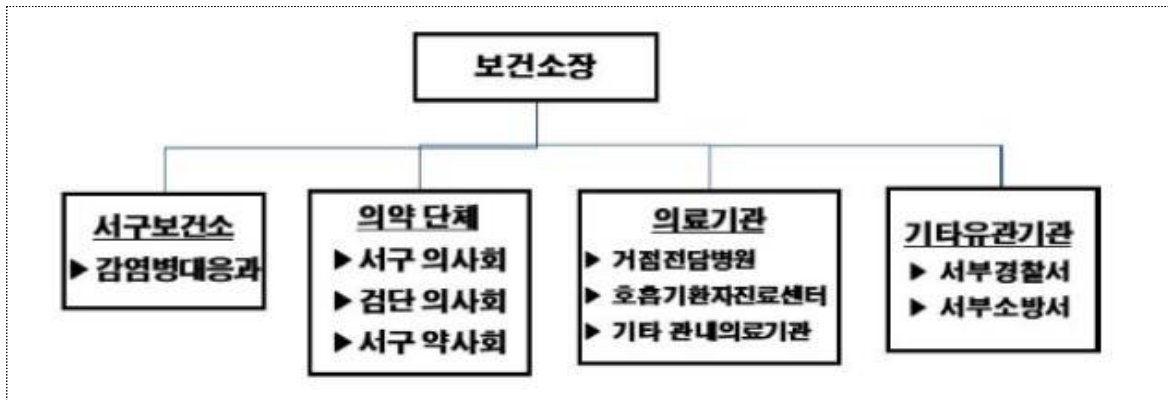 보건소장
서구보건소
▶ 감염병대응과
의약 단체
▶ 서구 의사회
▶ 검단 의사회
▶ 서구 약사회
의료기관
▶ 거점전담병원
▶ 호흡기환자진료센터
▶ 기타 관내의료기관
기타유관기관
▶ 서부경찰서
▶ 서부소방서